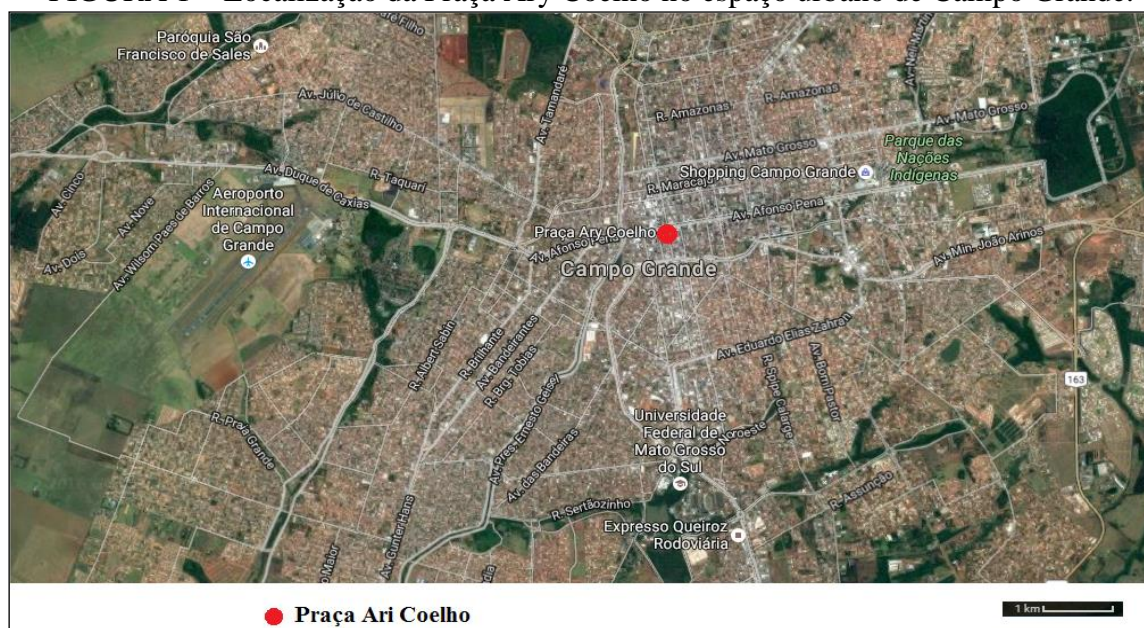 FIGURA 1 – Localização da Praça Ary Coelho no espaço urbano de Campo Grande.
Paróquia São
Francisco de Sales
Filho
Av. Júlio de Castilho
Av. Tamandaré
R. Amazonas
R. Amazonas
Av. Mato Grosso
Av. Mato Grosso
Parque das
Nações
Indígenas
Shopping Campo Grande
R. Maracaju
Av. Cinco
Av. Nove
Av. Dois
Av. Wilsom Paes de Barros
Aeroporto
Internacional
de Campo
Grande
Av. Duque de Caxias
R. Taquari
Av. Afonso Pena
Praça Ary Coelho
Av. Afonso Pena
Campo Grande
Av. Min. João Arinos
R. Albert Sabin
R. Brilhante
Av. Bandeirantes
R. Brg. Tobias
Av. Pres. Ernesto Geisel
Av. das Bandeiras
Av. Eduardo Elias Zahran
R. Spipe Calarge
Av. Bom Pastor
163
R. Praia Grande
Universidade
Federal de
Mato Grosso
do Sul
Noroeste
R. Assunção
R. Sertãozinho
Av. Gunter Hans
Expresso Queiroz
Rodoviária
Maior
Praça Ari Coelho
1 km